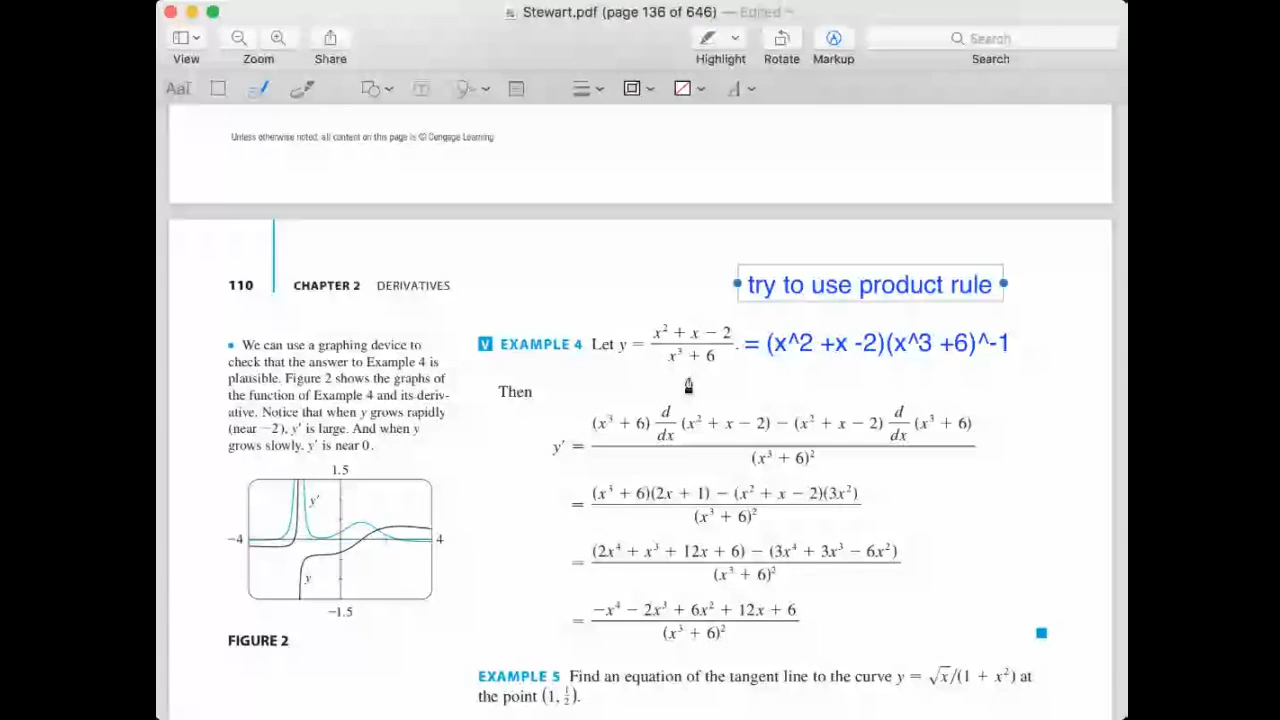 Stewart.pdf (page 136 of 646) — Edited
View Zoom Share Highlight Rotate Markup Search
Search
AaI
Unless otherwise noted, all content on this page is © Cengage Learning
110 CHAPTER 2 DERIVATIVES
try to use product rule
We can use a graphing device to
check that the answer to Example 4 is
plausible. Figure 2 shows the graphs of
the function of Example 4 and its deriv-
ative. Notice that when y grows rapidly
(near −2), y′ is large. And when y
grows slowly, y′ is near 0.
1.5
y′
−4
4
y
−1.5
FIGURE 2
V EXAMPLE 4 Let y = (x² + x − 2)/(x³ + 6). = (x^2 +x -2)(x^3 +6)^-1
Then
y′ = ((x³ + 6) d/dx (x² + x − 2) − (x² + x − 2) d/dx (x³ + 6))/(x³ + 6)²
= ((x³ + 6)(2x + 1) − (x² + x − 2)(3x²))/(x³ + 6)²
= ((2x⁴ + x³ + 12x + 6) − (3x⁴ + 3x³ − 6x²))/(x³ + 6)²
= (−x⁴ − 2x³ + 6x² + 12x + 6)/(x³ + 6)²
EXAMPLE 5 Find an equation of the tangent line to the curve y = √x/(1 + x²) at
the point (1, ½).